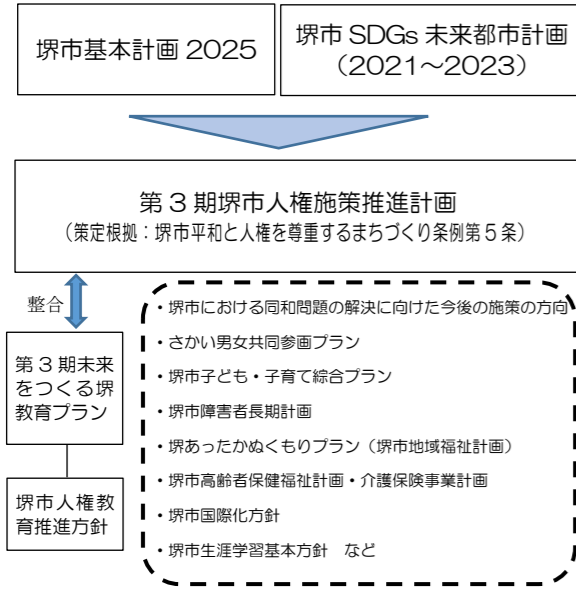 堺市基本計画 2025
堺市 SDGs 未来都市計画
（2021～2023）
第３期堺市人権施策推進計画
（策定根拠：堺市平和と人権を尊重するまちづくり条例第５条）
整合
第３期未来
をつくる堺
教育プラン
堺市人権教
育推進方針
・堺市における同和問題の解決に向けた今後の施策の方向
・さかい男女共同参画プラン
・堺市子ども・子育て綜合プラン
・堺市障害者長期計画
・堺あったかぬくもりプラン（堺市地域福祉計画）
・堺市高齢者保健福祉計画・介護保険事業計画
・堺市国際化方針
・堺市生涯学習基本方針　など